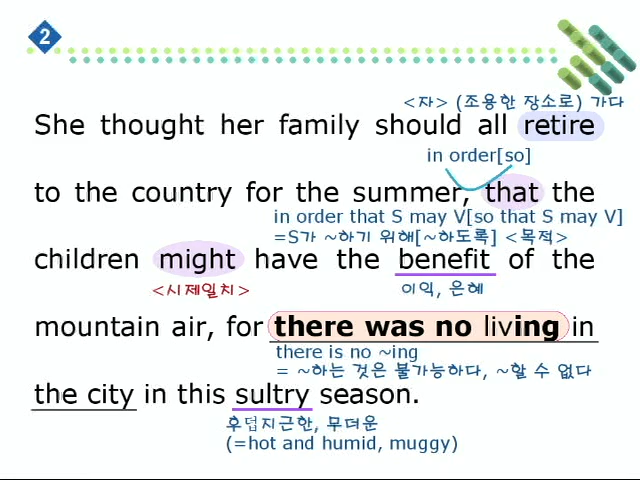 2
<자> (조용한 장소로) 가다
She thought her family should all retire
in order[so]
to the country for the summer, that the
in order that S may V[so that S may V]
=S가 ~하기 위해[~하도록] <목적>
children might have the benefit of the
<시제일치> 이익, 은혜
mountain air, for there was no living in
there is no ~ing
= ~하는 것은 불가능하다, ~할 수 없다
the city in this sultry season.
후덥지근한, 무더운
(=hot and humid, muggy)